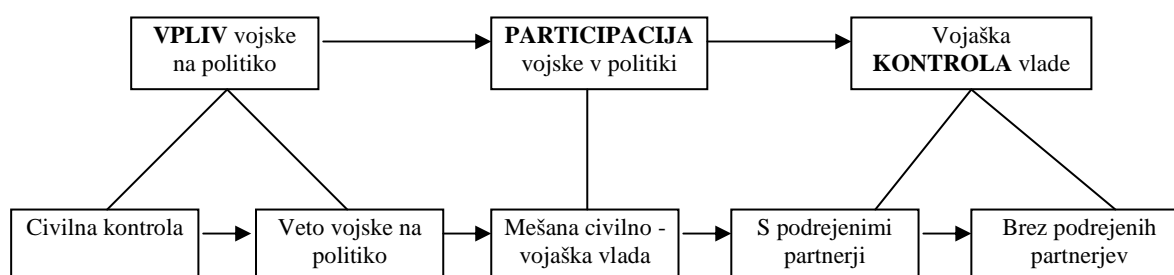 VPLIV vojske
na politiko
PARTICIPACIJA
vojske v politiki
Vojaška
KONTROLA vlade
Civilna kontrola
Veto vojske na
politiko
Mešana civilno -
vojaška vlada
S podrejenimi
partnerji
Brez podrejenih
partnerjev